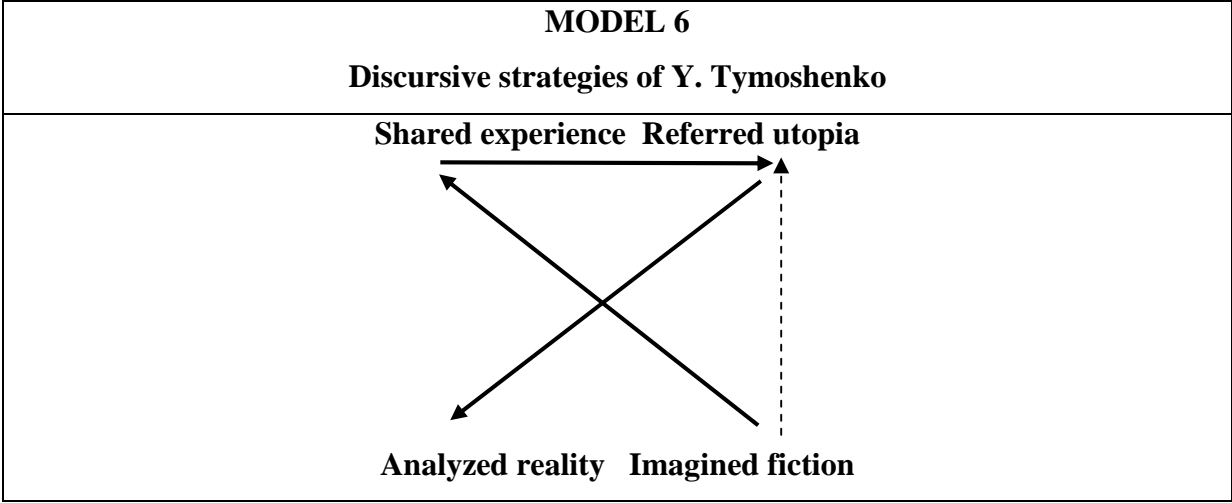 MODEL 6
Discursive strategies of Y. Tymoshenko
Shared experience Referred utopia
Analyzed reality Imagined fiction